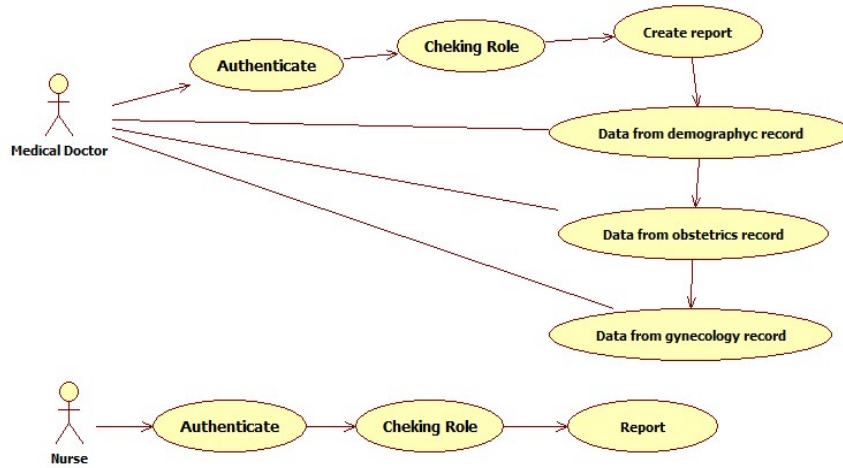 Create report
Cheking Role
Authenticate
Data from demographyc record
Medical Doctor
Data from obstetrics record
Data from gynecology record
Authenticate
Cheking Role
Report
Nurse